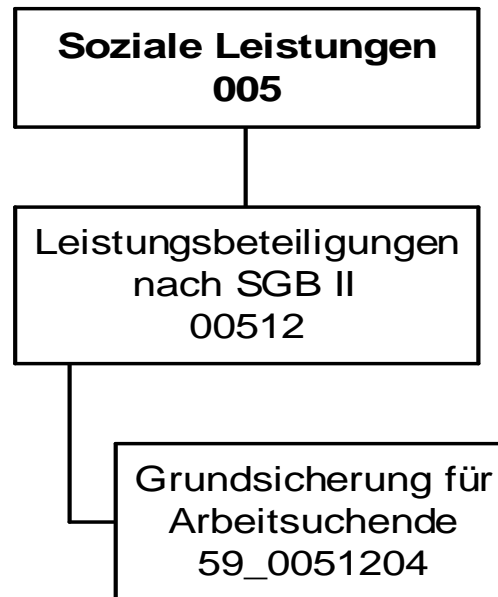 Soziale Leistungen
005
Leistungsbeteiligungen
nach SGB II
00512
Grundsicherung für
Arbeitsuchende
59_0051204